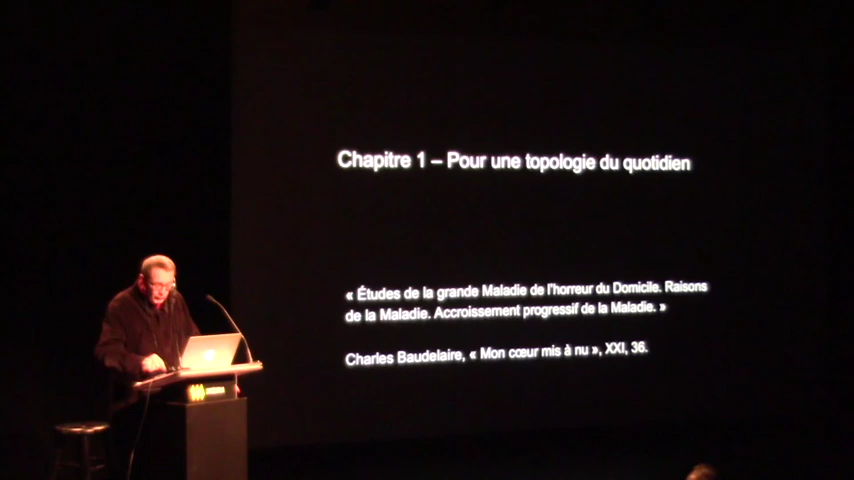 Chapitre 1 – Pour une topologie du quotidien
« Études de la grande Maladie de l'horreur du Domicile. Raisons
de la Maladie. Accroissement progressif de la Maladie. »
Charles Baudelaire, « Mon cœur mis à nu », XXI, 36.